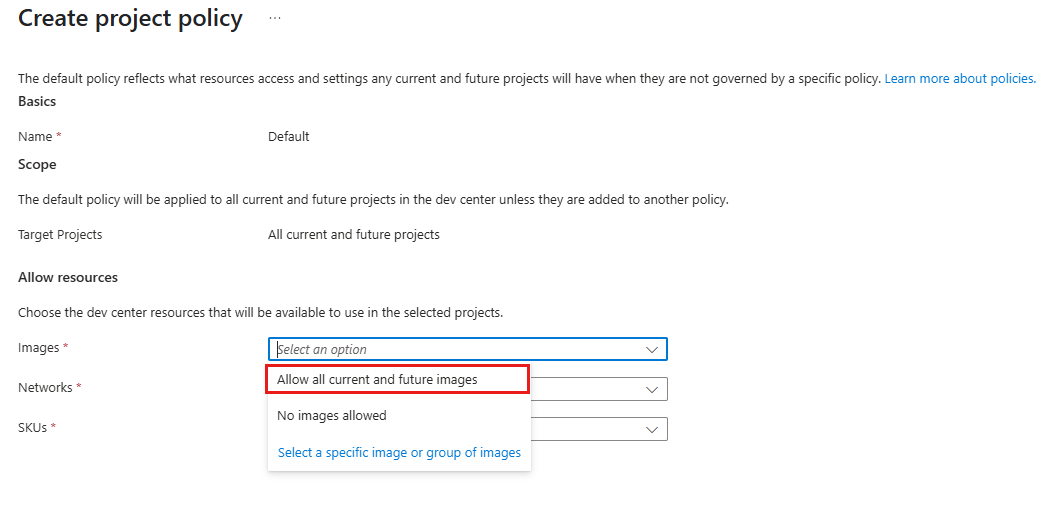 Create project policy ...
The default policy reflects what resources access and settings any current and future projects will have when they are not governed by a specific policy. Learn more about policies.
Basics
Name * Default
Scope
The default policy will be applied to all current and future projects in the dev center unless they are added to another policy.
Target Projects All current and future projects
Allow resources
Choose the dev center resources that will be available to use in the selected projects.
Images * Select an option
Allow all current and future images
Networks *
No images allowed
SKUs *
Select a specific image or group of images